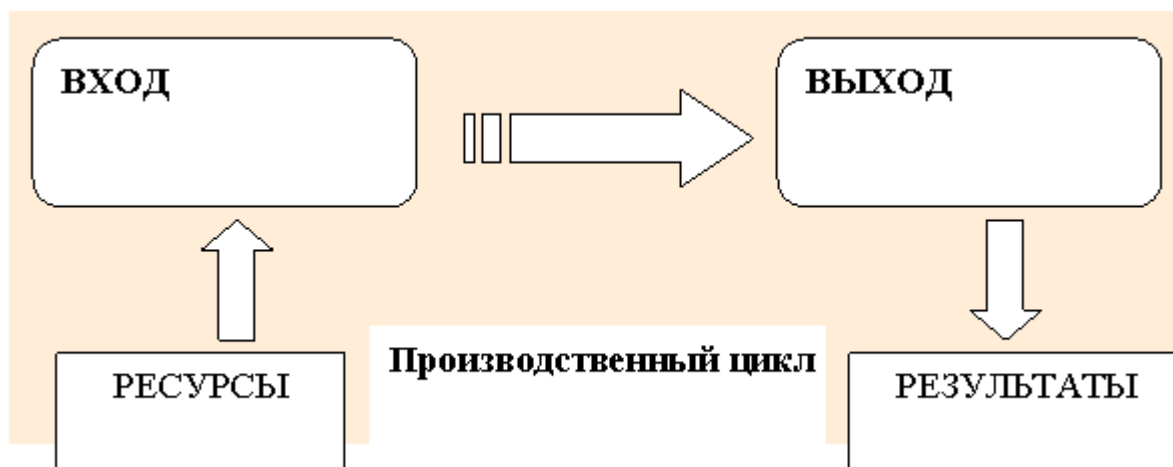 ВХОД
ВЫХОД
Производственный цикл
РЕСУРСЫ
РЕЗУЛЬТАТЫ